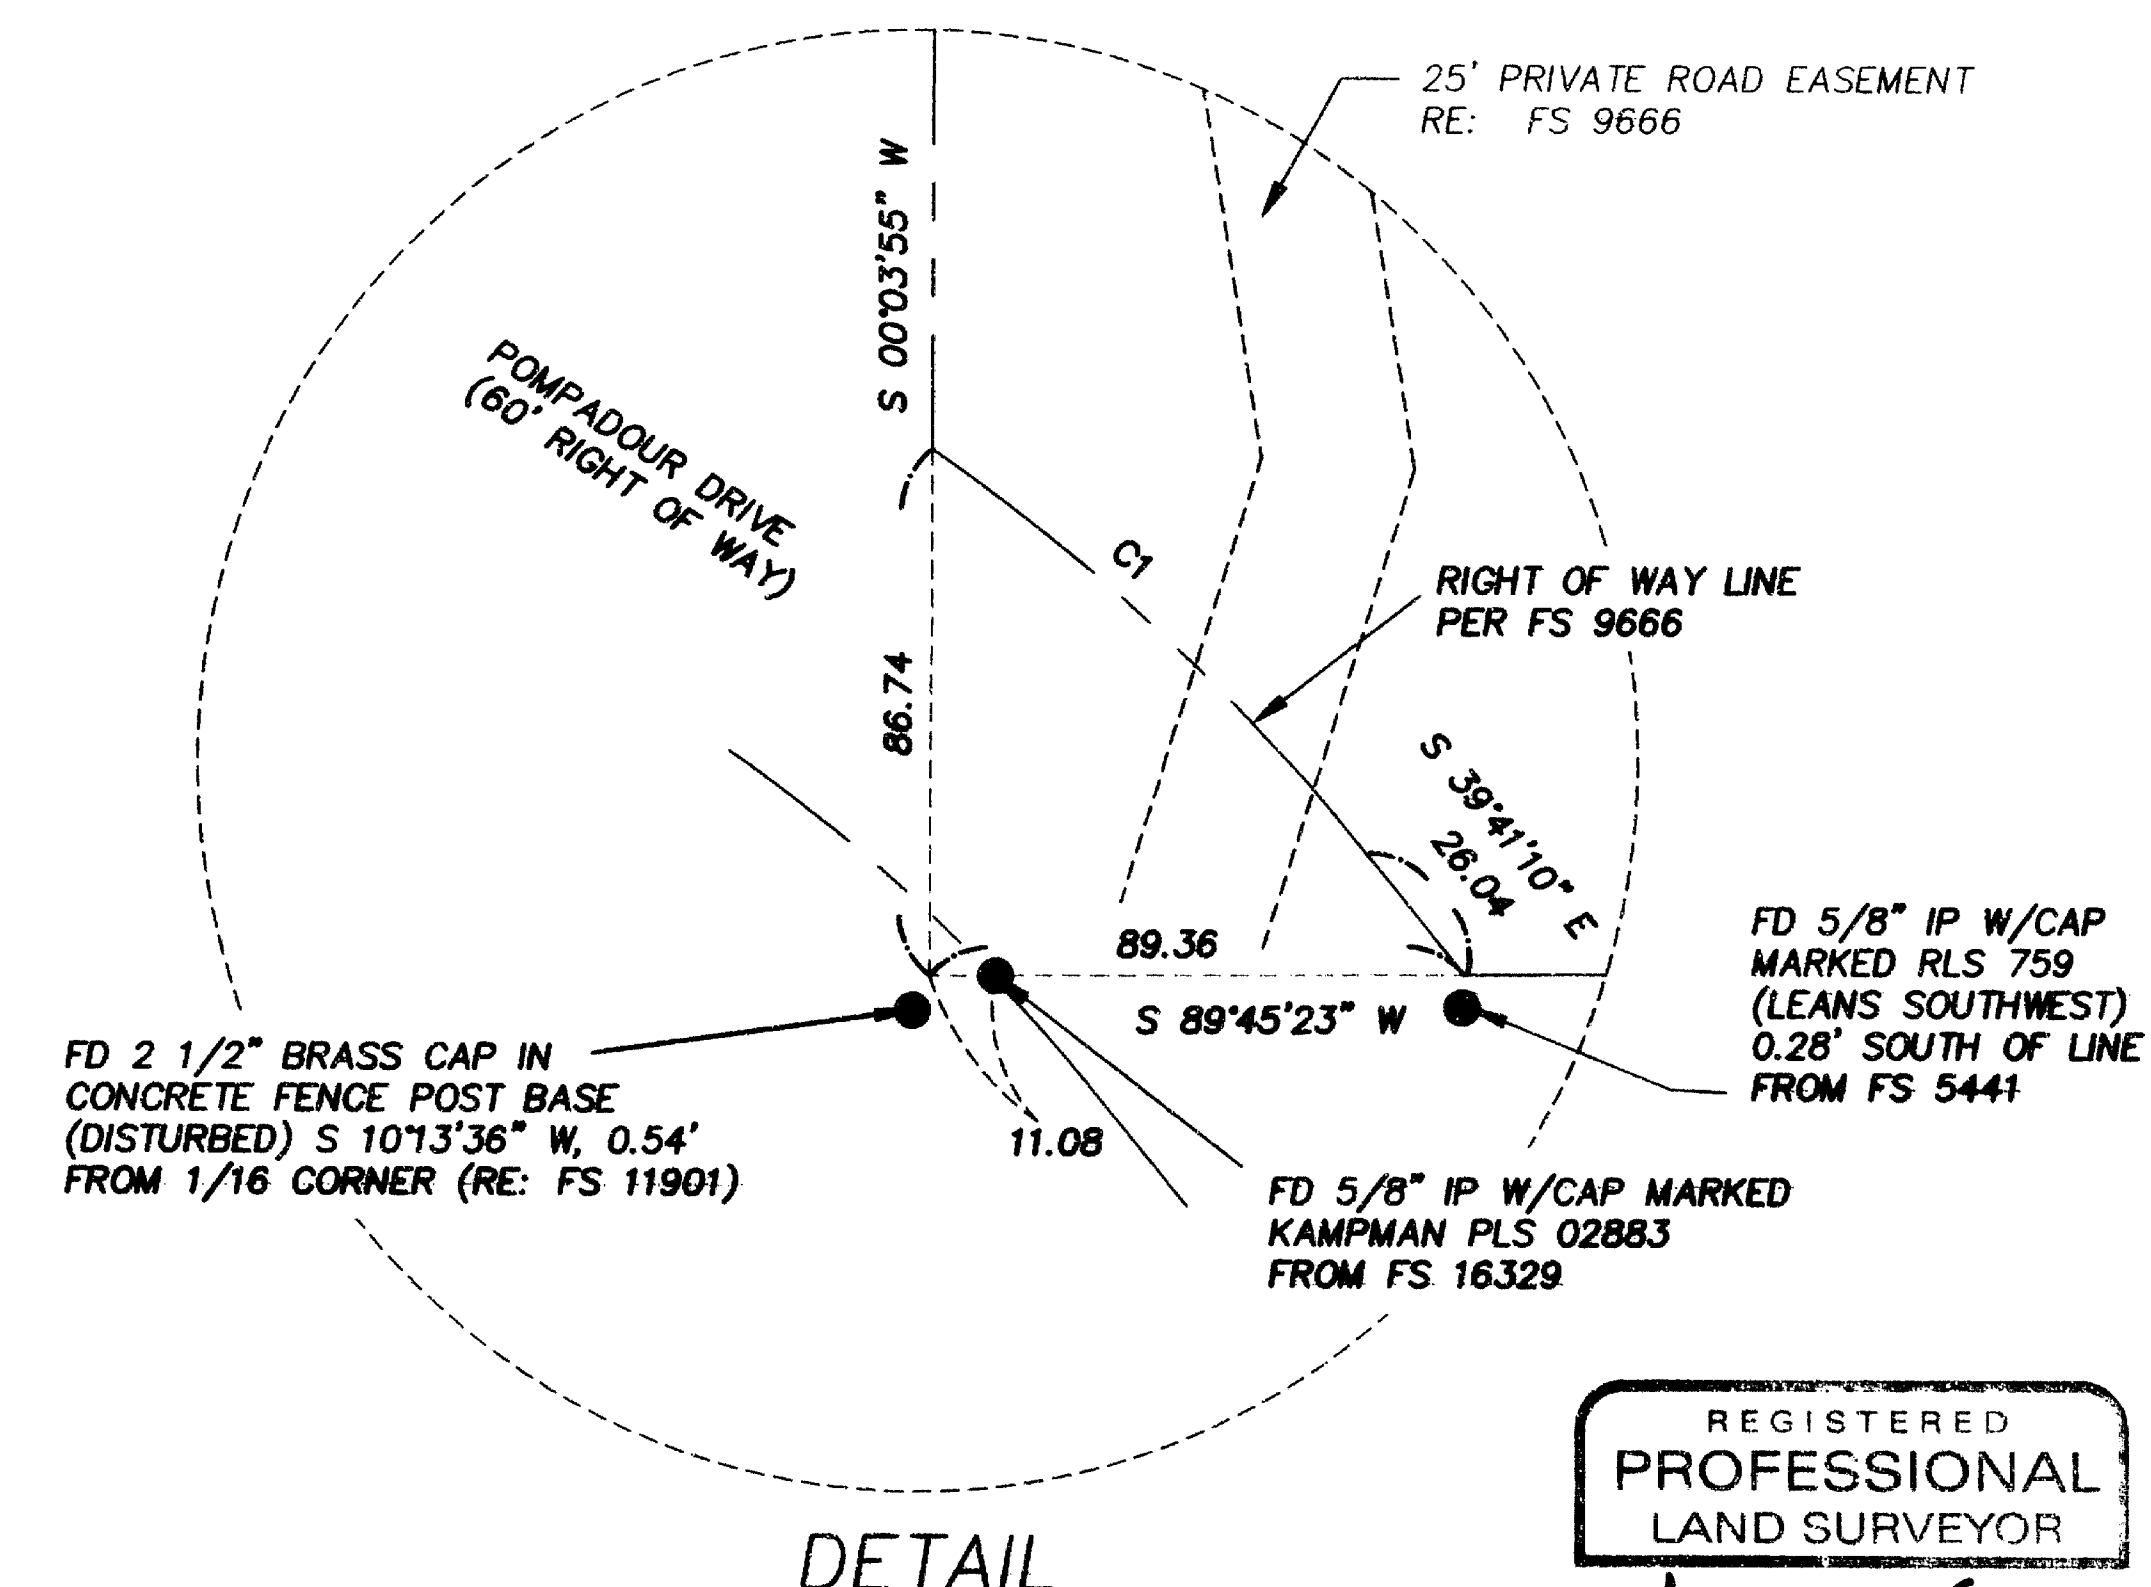 25' PRIVATE ROAD EASEMENT
RE: FS 9666
S 00°03'55" W
POMPADOUR DRIVE
(60' RIGHT OF WAY)
C1
RIGHT OF WAY LINE
PER FS 9666
86.74
S 39°41'10" E
26.04
89.36
S 89°45'23" W
FD 5/8" IP W/CAP
MARKED RLS 759
(LEANS SOUTHWEST)
0.28' SOUTH OF LINE
FROM FS 5441
FD 2 1/2" BRASS CAP IN
CONCRETE FENCE POST BASE
(DISTURBED) S 10°13'36" W, 0.54'
FROM 1/16 CORNER (RE: FS 11901)
11.08
FD 5/8" IP W/CAP MARKED
KAMPMAN PLS 02883
FROM FS 16329
DETAIL
REGISTERED
PROFESSIONAL
LAND SURVEYOR